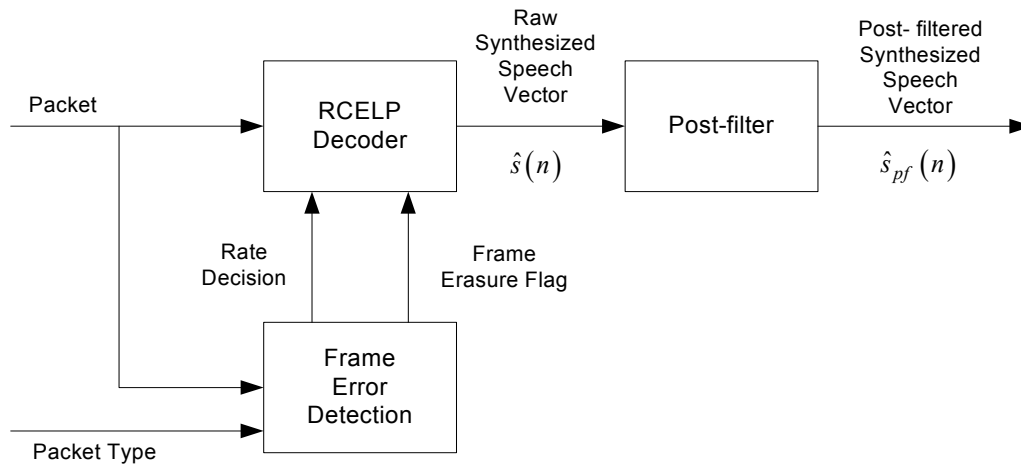 Packet
RCELP
Decoder
Raw
Synthesized
Speech
Vector
ŝ(n)
Post-filter
Post- filtered
Synthesized
Speech
Vector
ŝ_pf(n)
Rate
Decision
Frame
Erasure Flag
Frame
Error
Detection
Packet Type